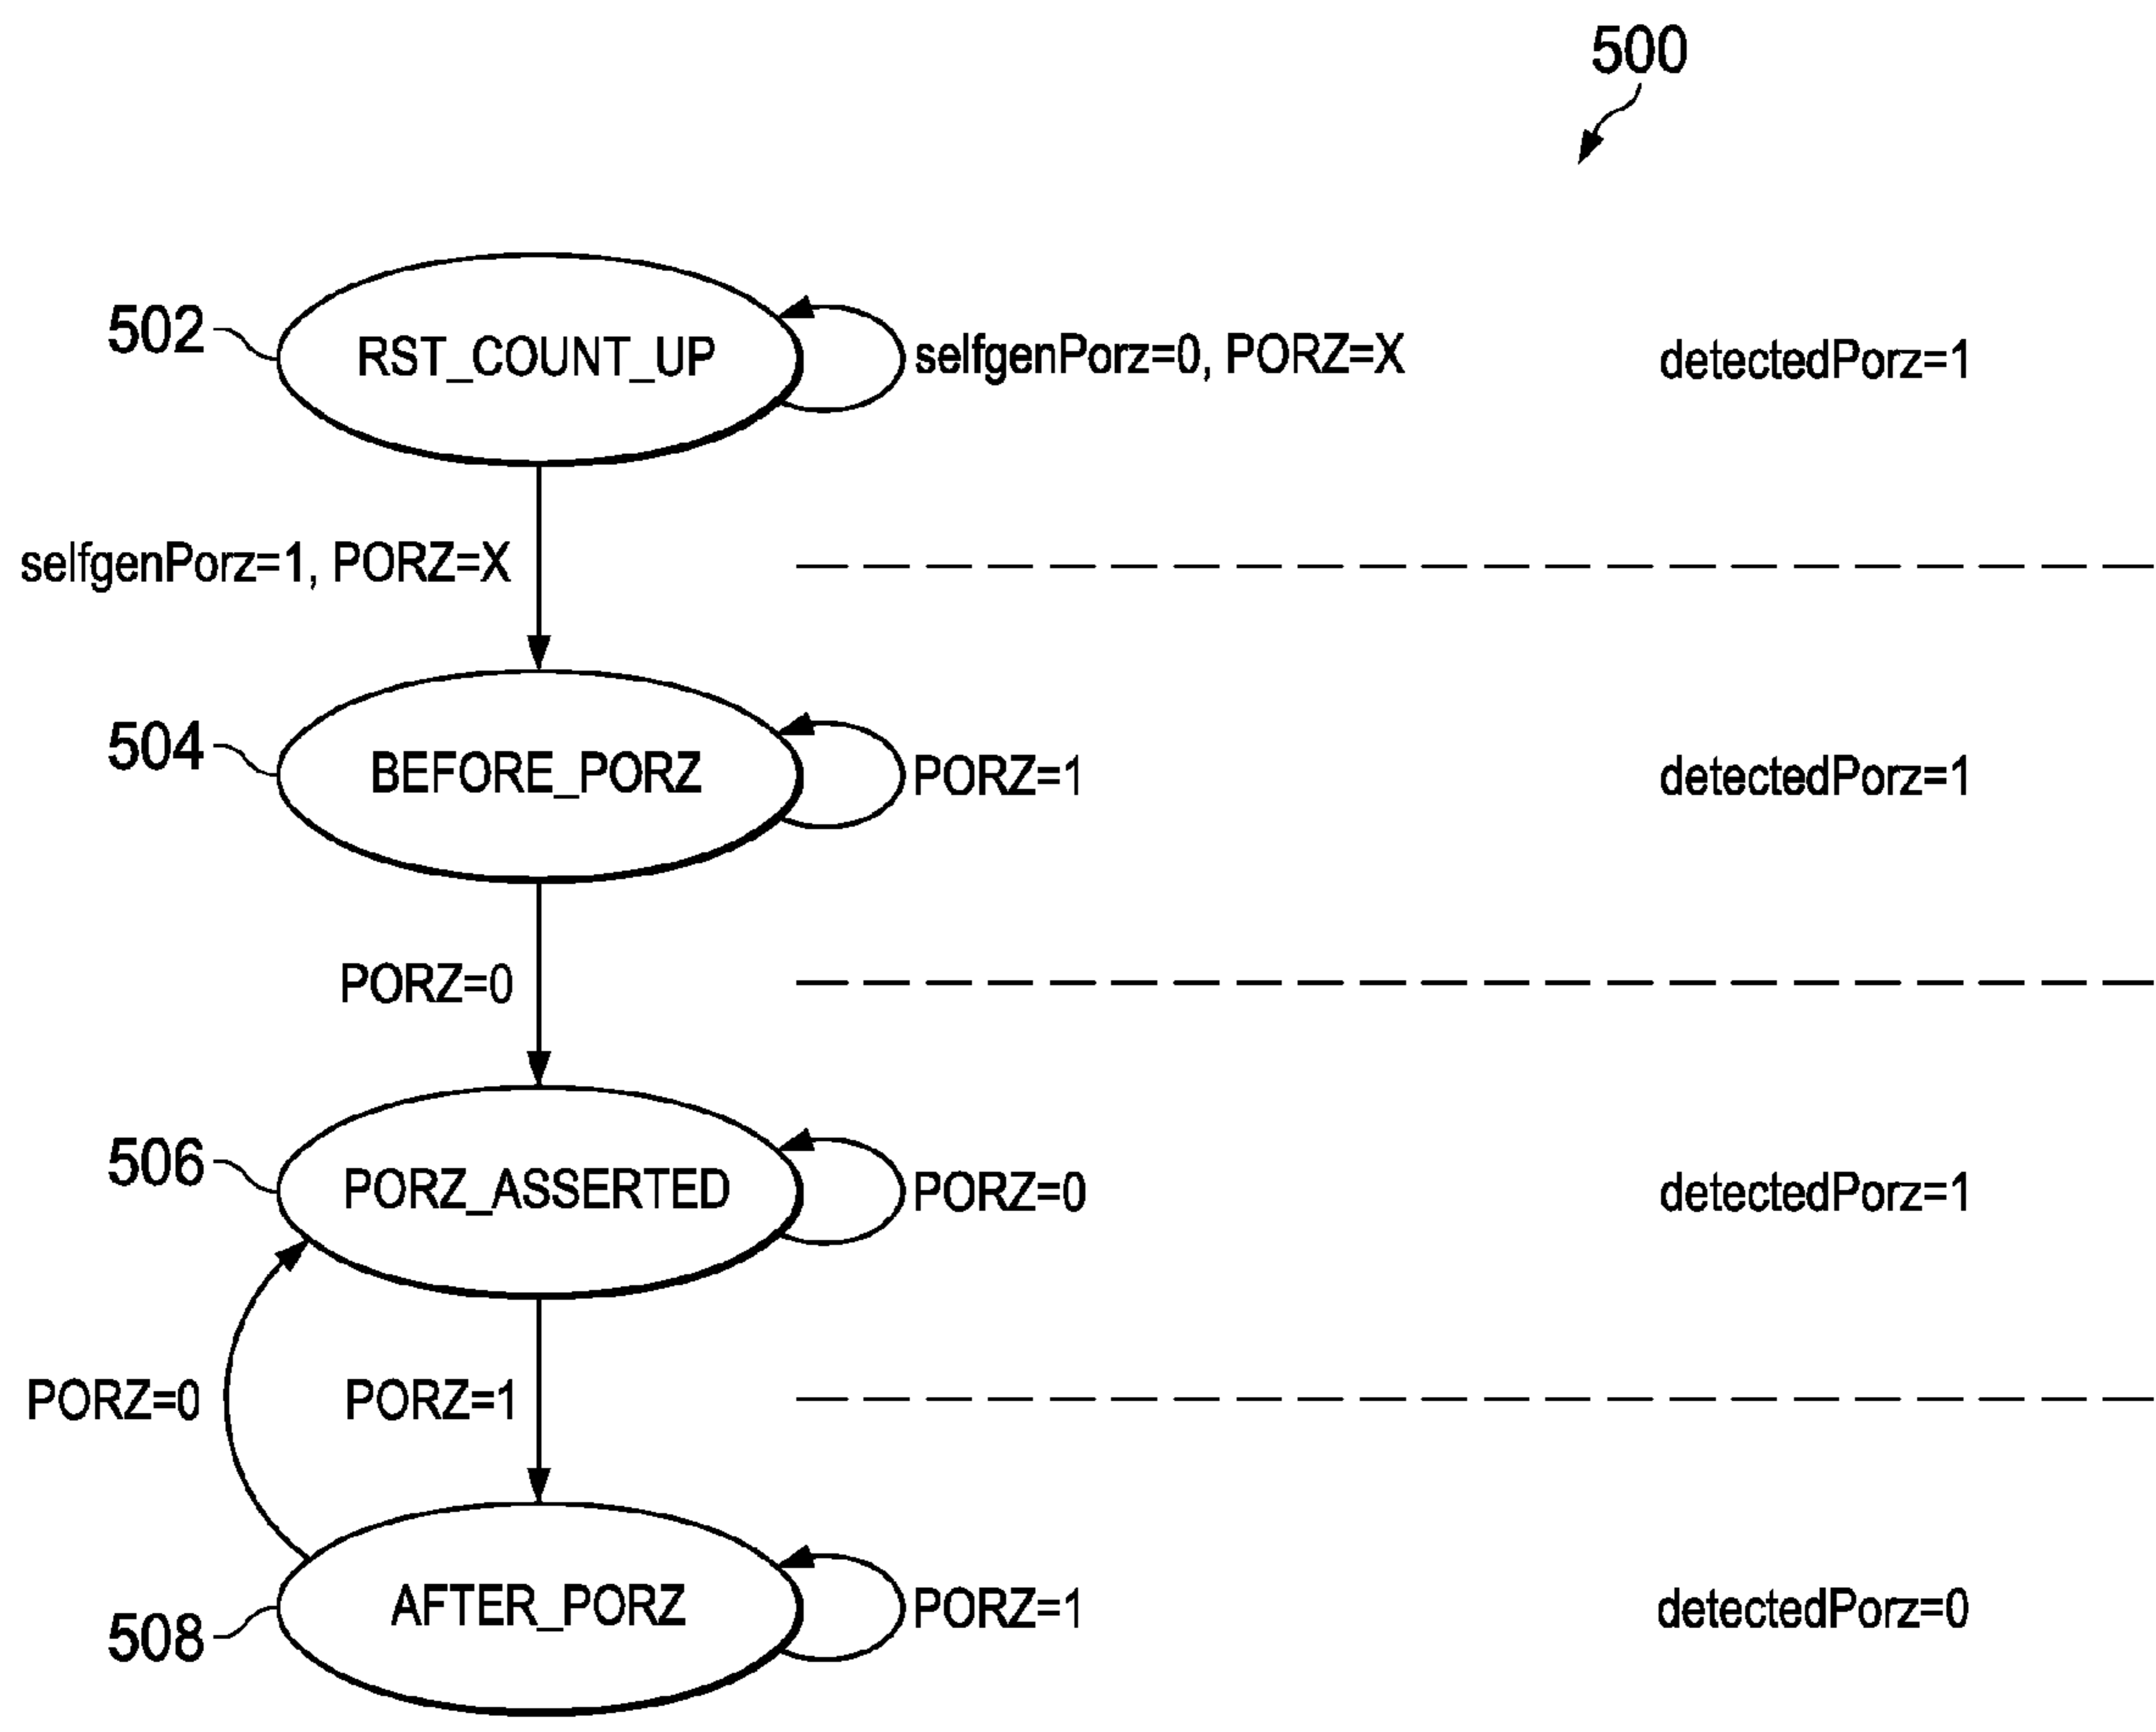 500
502
RST_COUNT_UP
selfgenPorz=0, PORZ=X
detectedPorz=1
selfgenPorz=1, PORZ=X
504
BEFORE_PORZ
PORZ=1
detectedPorz=1
PORZ=0
506
PORZ_ASSERTED
PORZ=0
detectedPorz=1
PORZ=0
PORZ=1
508
AFTER_PORZ
PORZ=1
detectedPorz=0